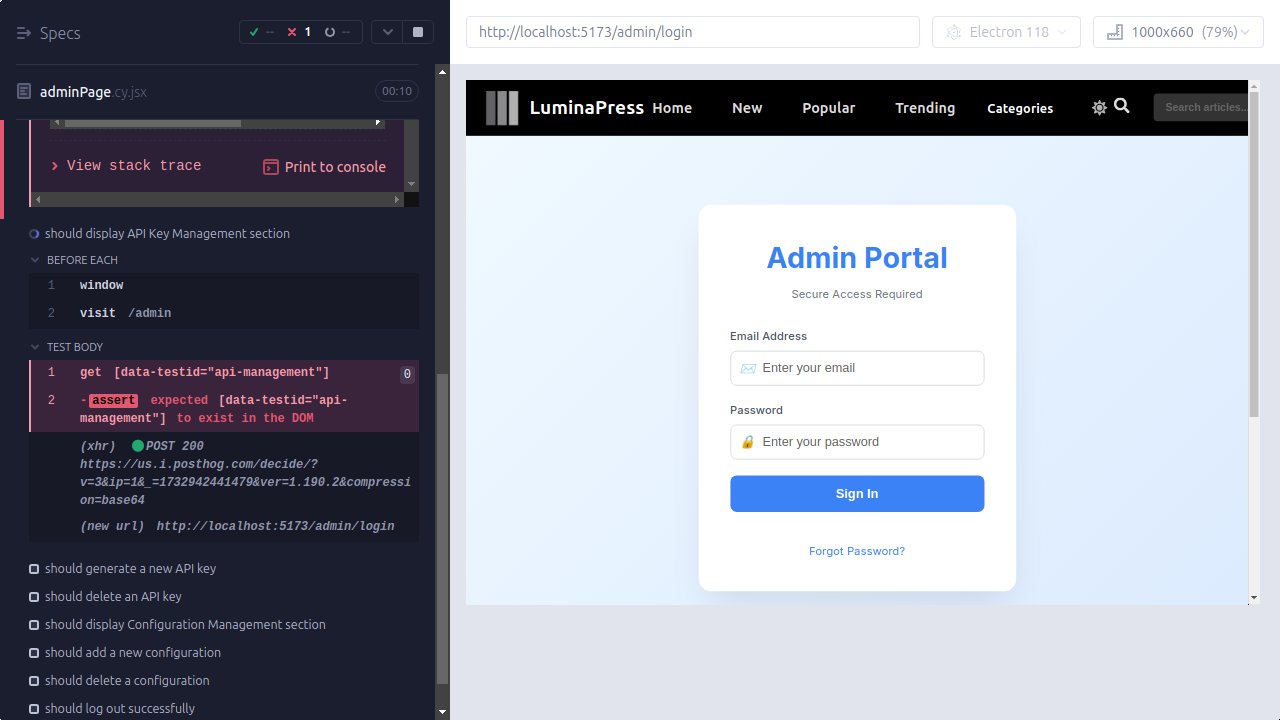 Specs
-- 1 --
adminPage.cy.jsx
00:10
View stack trace
Print to console
should display API Key Management section
BEFORE EACH
1 window
2 visit /admin
TEST BODY
1 get [data-testid="api-management"] 0
2 -assert expected [data-testid="api-
management"] to exist in the DOM
(xhr) POST 200
https://us.i.posthog.com/decide/?
v=3&ip=1&_=1732942441479&ver=1.190.2&compressi
on=base64
(new url) http://localhost:5173/admin/login
should generate a new API key
should delete an API key
should display Configuration Management section
should add a new configuration
should delete a configuration
should log out successfully
http://localhost:5173/admin/login
Electron 118
1000x660 (79%)
LuminaPress Home New Popular Trending Categories
Search articles...
Admin Portal
Secure Access Required
Email Address
Enter your email
Password
Enter your password
Sign In
Forgot Password?